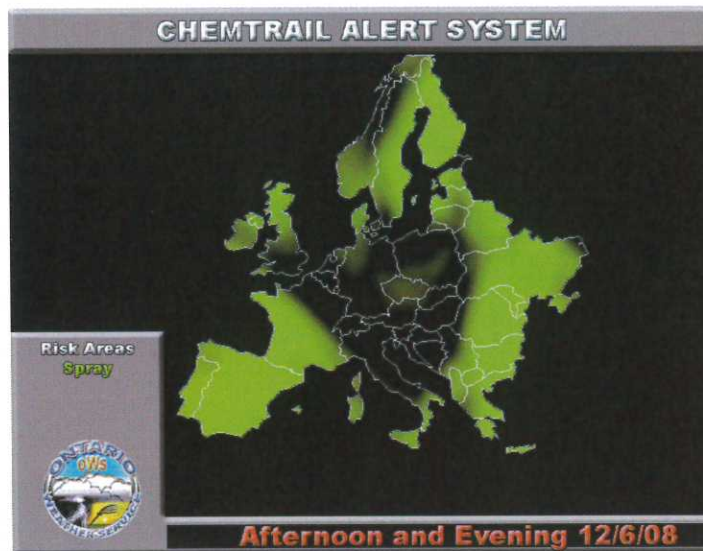 CHEMTRAIL ALERT SYSTEM
Risk Areas
Spray
ONTARIO
OWS
WEATHER SERVICE
Afternoon and Evening 12/6/08